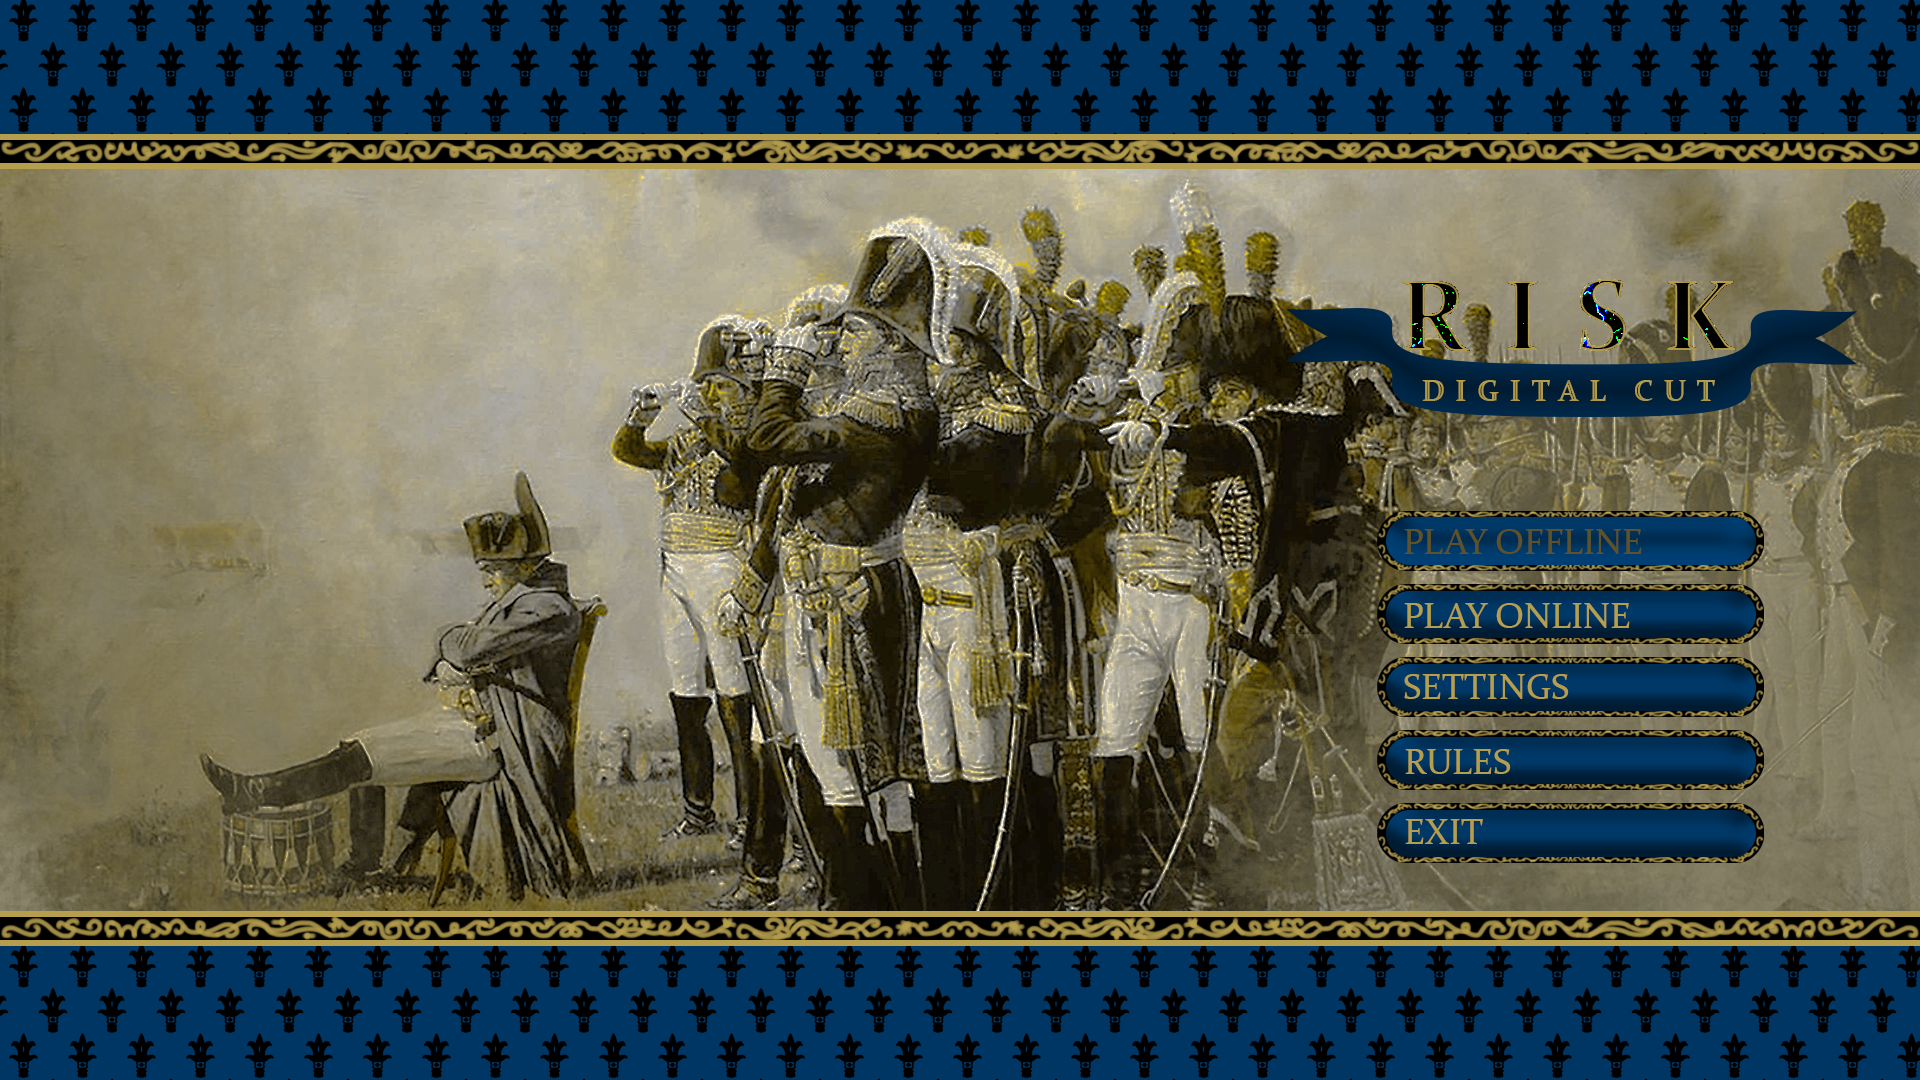 RISK
DIGITAL CUT
PLAY OFFLINE
PLAY ONLINE
SETTINGS
RULES
EXIT